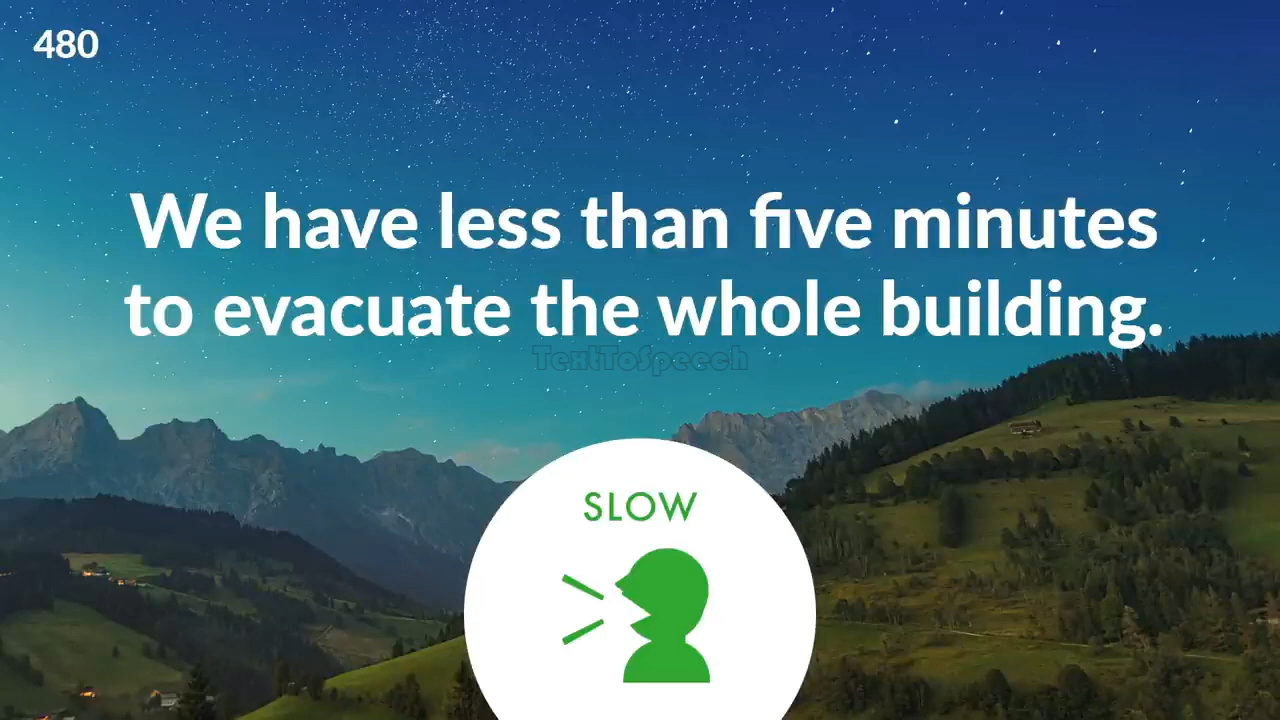 480
We have less than five minutes
to evacuate the whole building.
TextToSpeech
SLOW